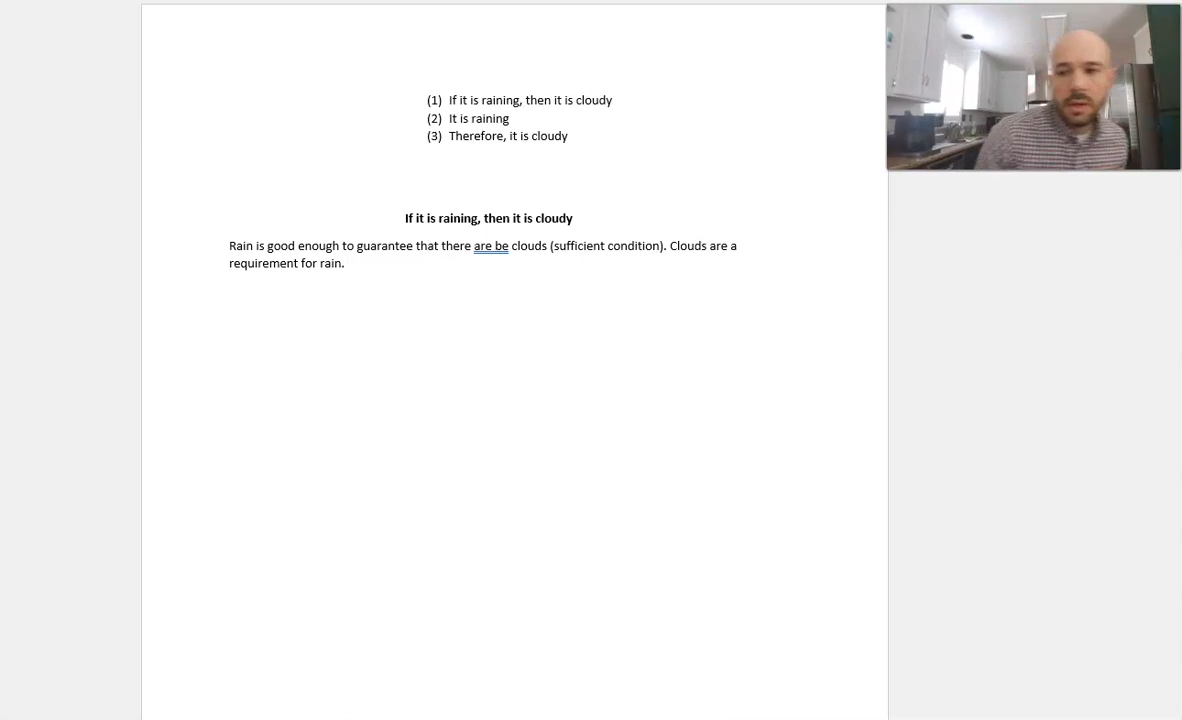 (1) If it is raining, then it is cloudy
(2) It is raining
(3) Therefore, it is cloudy
If it is raining, then it is cloudy
Rain is good enough to guarantee that there are be clouds (sufficient condition). Clouds are a
requirement for rain.